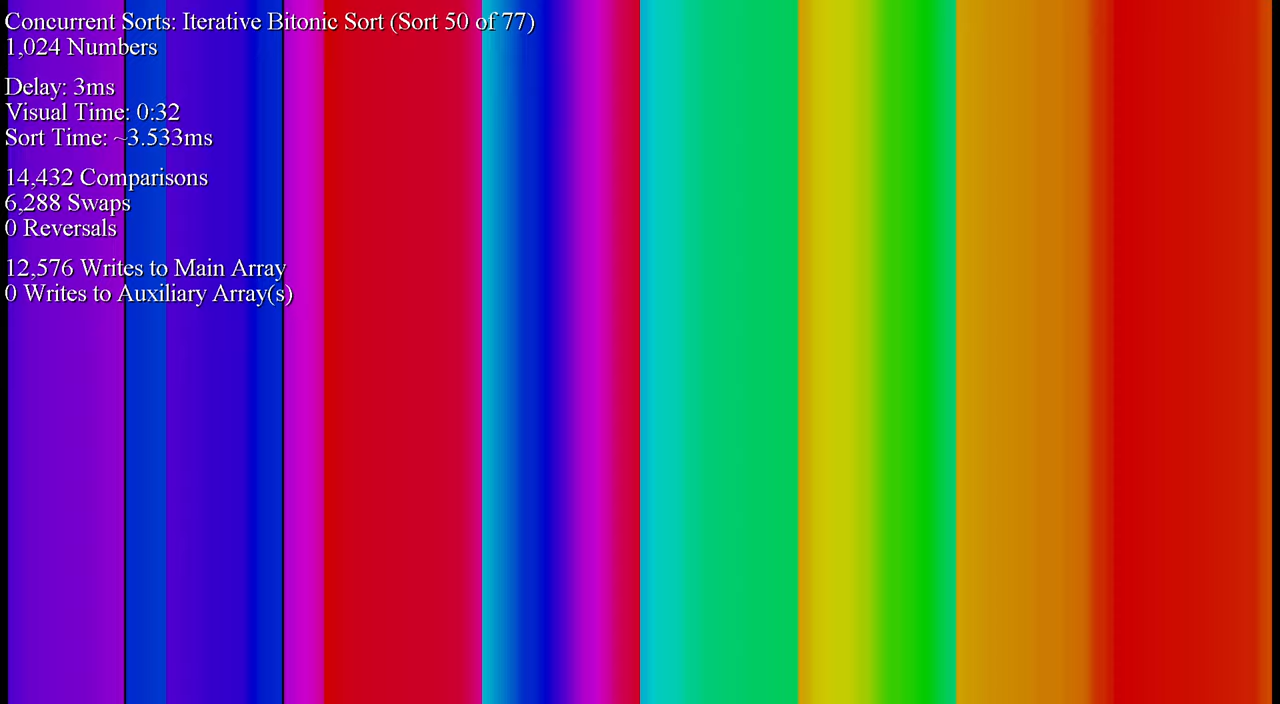 Concurrent Sorts: Iterative Bitonic Sort (Sort 50 of 77)
1,024 Numbers
Delay: 3ms
Visual Time: 0:32
Sort Time: ~3.533ms
14,432 Comparisons
6,288 Swaps
0 Reversals
12,576 Writes to Main Array
0 Writes to Auxiliary Array(s)